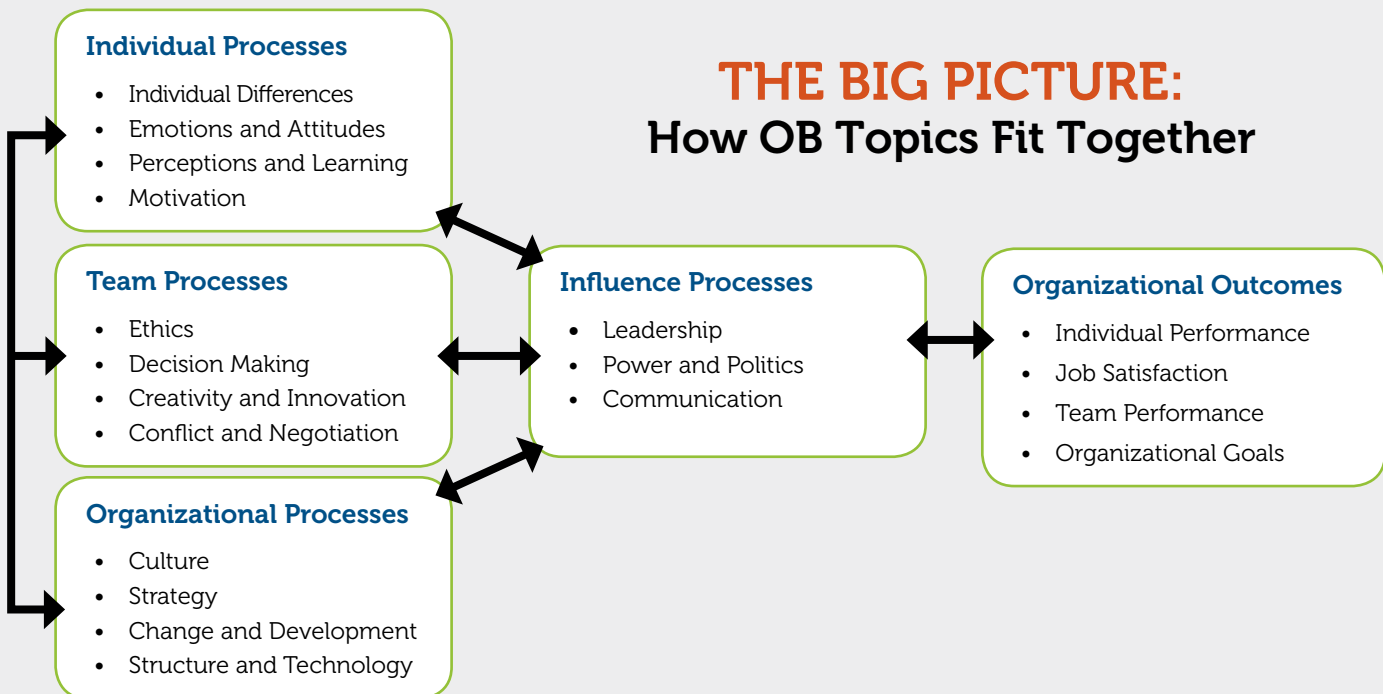 THE BIG PICTURE:
How OB Topics Fit Together
Individual Processes
• Individual Differences
• Emotions and Attitudes
• Perceptions and Learning
• Motivation
Team Processes
• Ethics
• Decision Making
• Creativity and Innovation
• Conflict and Negotiation
Organizational Processes
• Culture
• Strategy
• Change and Development
• Structure and Technology
Influence Processes
• Leadership
• Power and Politics
• Communication
Organizational Outcomes
• Individual Performance
• Job Satisfaction
• Team Performance
• Organizational Goals